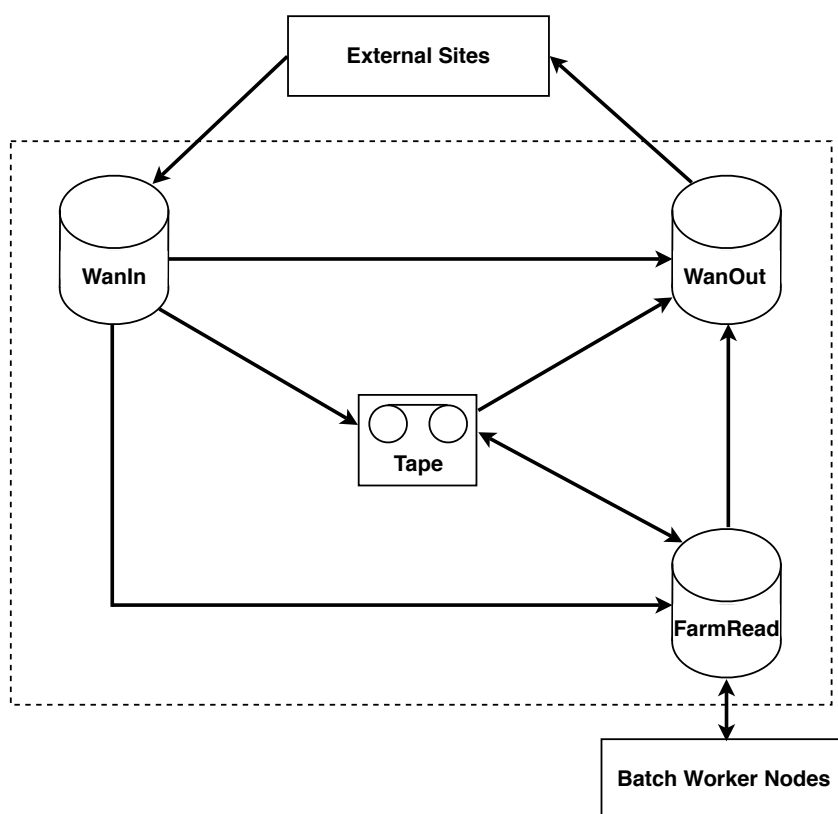 External Sites
WanIn
WanOut
Tape
FarmRead
Batch Worker Nodes